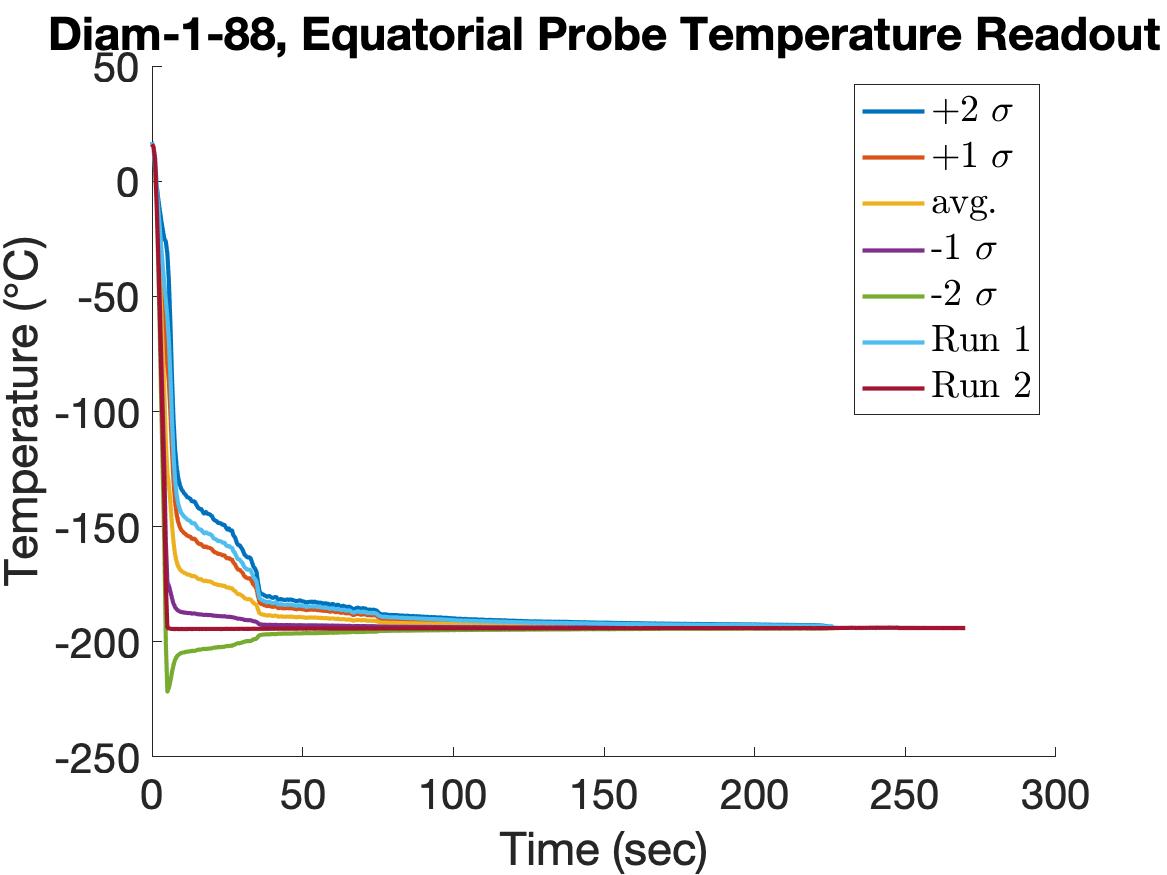 Diam-1-88, Equatorial Probe Temperature Readout
50
0
-50
-100
-150
-200
-250
Temperature (°C)
+2 σ
+1 σ
avg.
-1 σ
-2 σ
Run 1
Run 2
0 50 100 150 200 250 300
Time (sec)